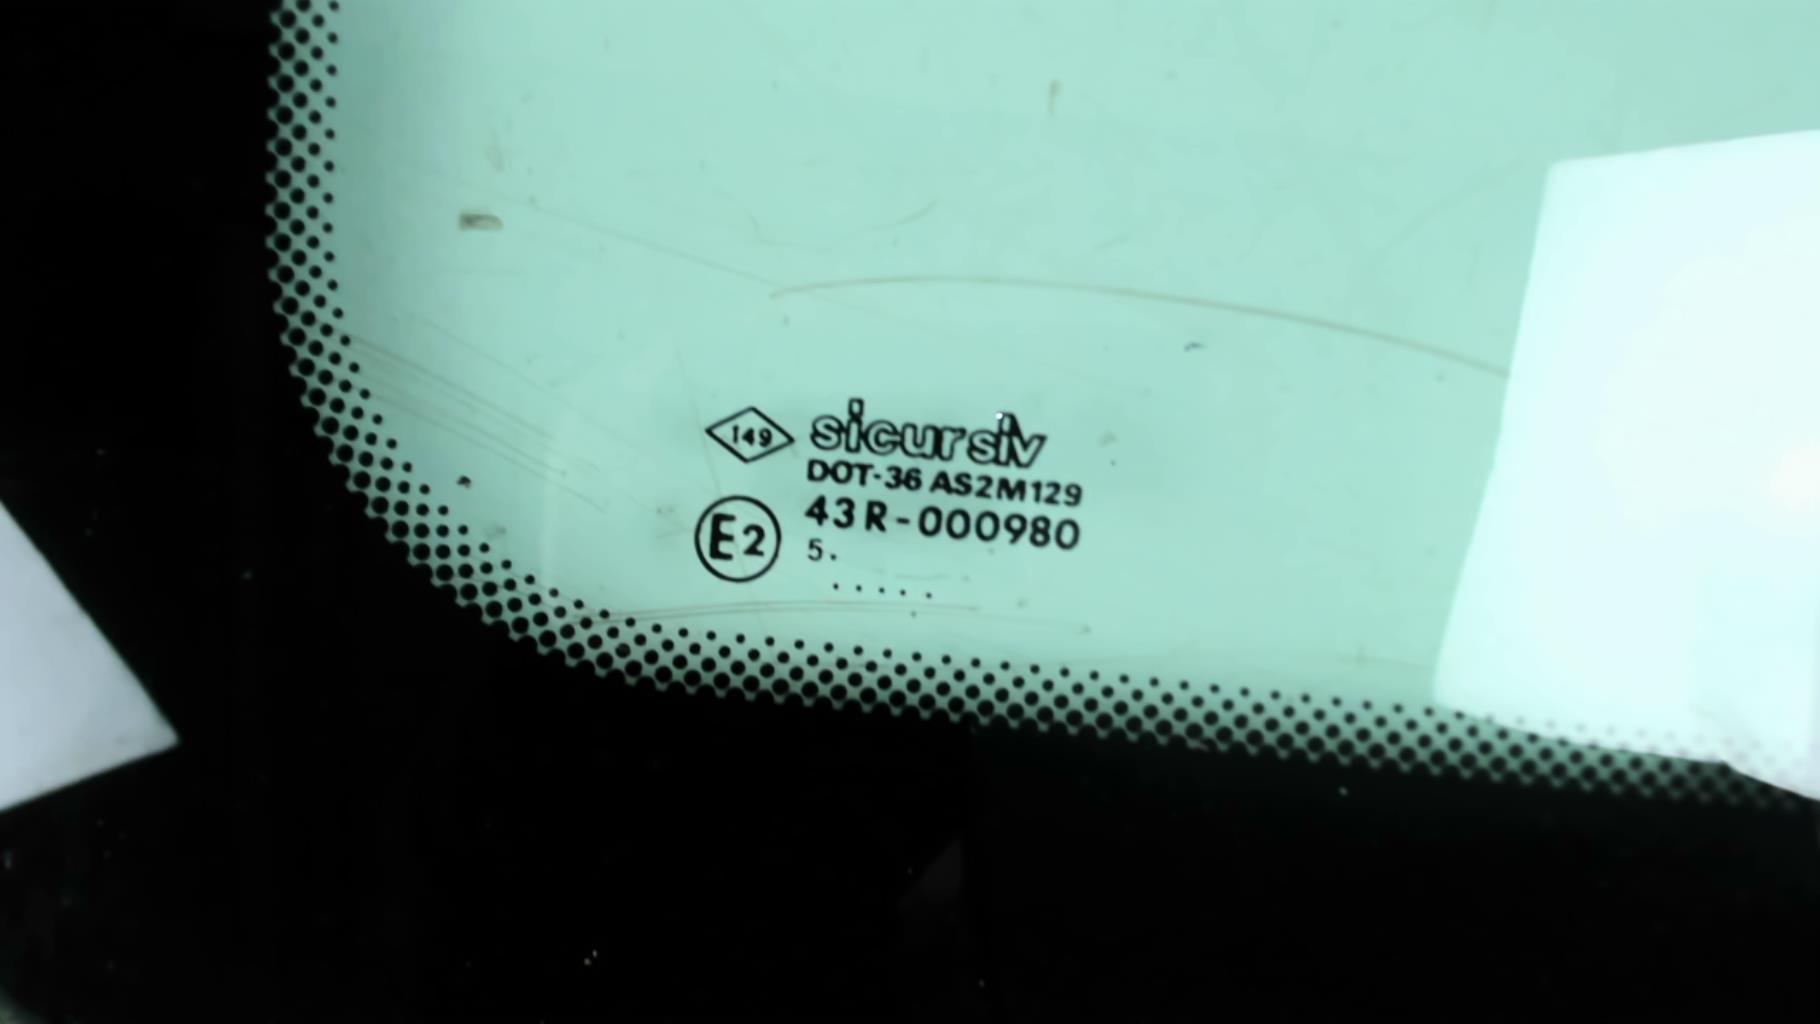 149
sicursiv
DOT-36 AS2M129
E2
43R-000980
5.
.....